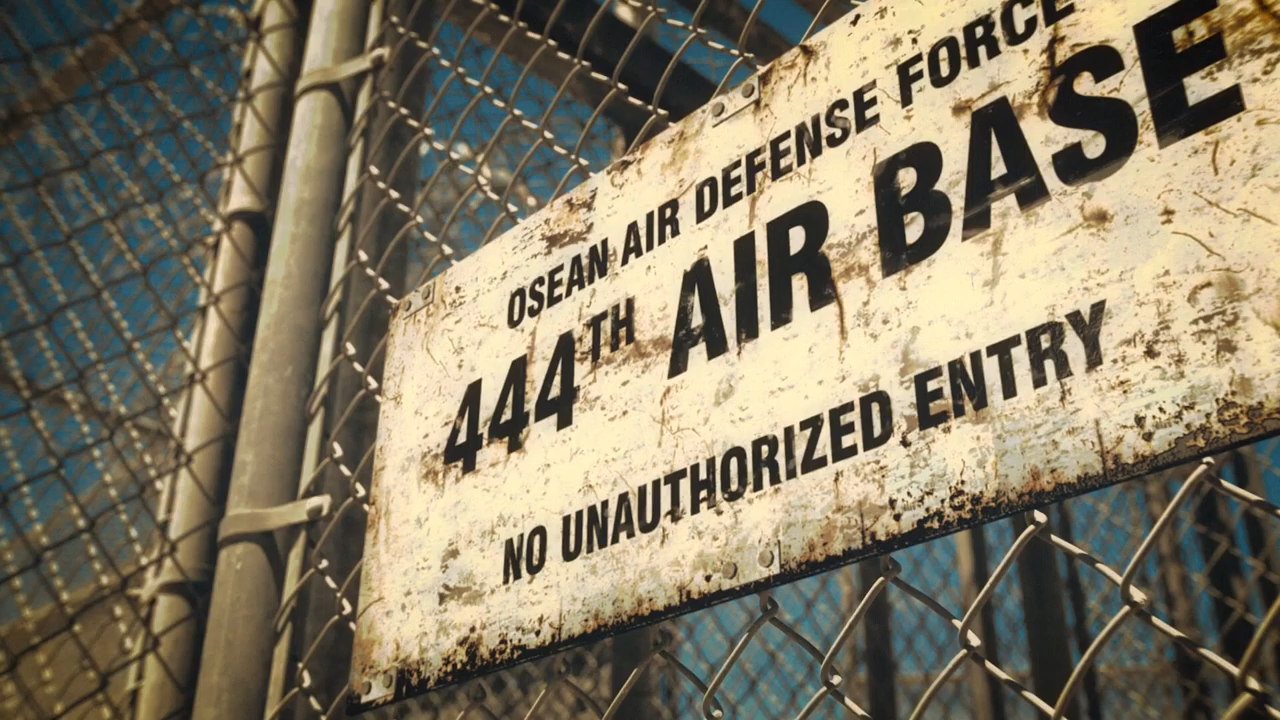 OSEAN AIR DEFENSE FORCE
444TH AIR BASE
NO UNAUTHORIZED ENTRY